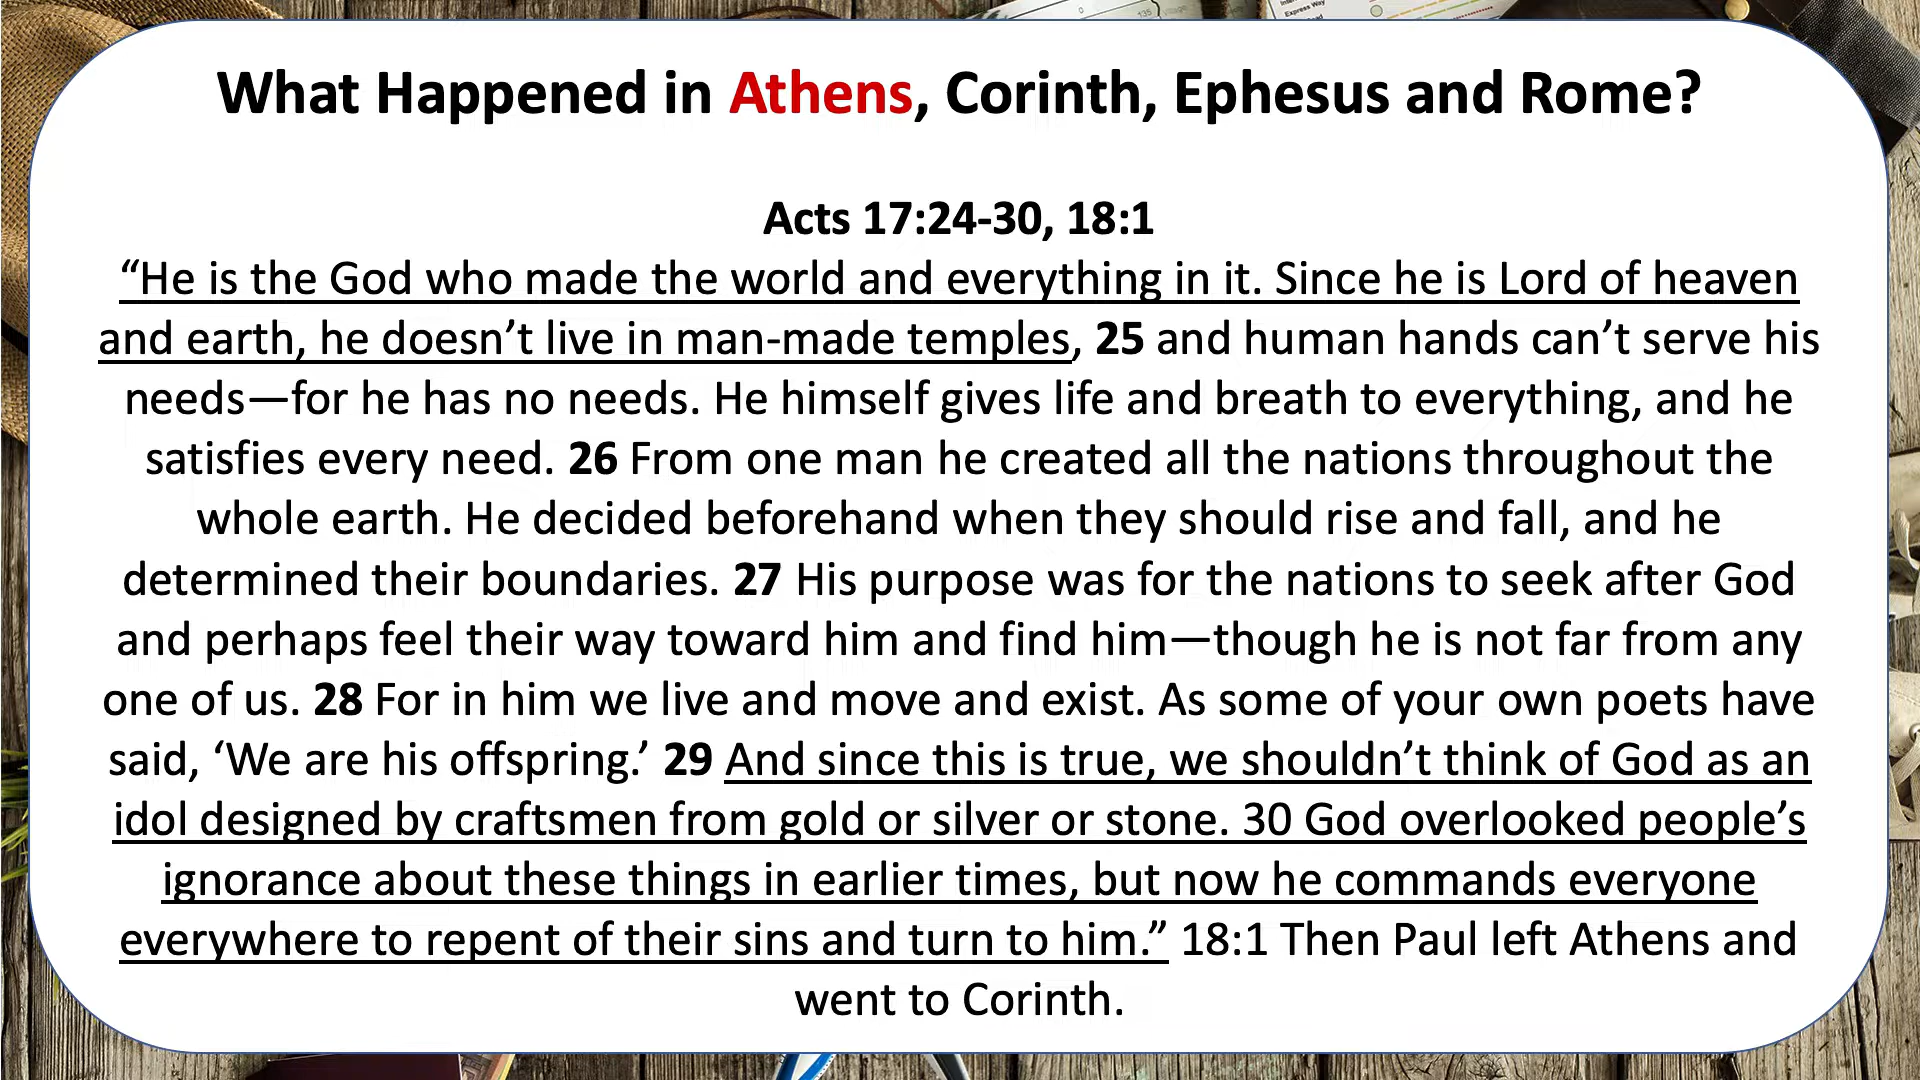 Express Way
135
What Happened in Athens, Corinth, Ephesus and Rome?
Acts 17:24-30, 18:1
“He is the God who made the world and everything in it. Since he is Lord of heaven
and earth, he doesn’t live in man-made temples, 25 and human hands can’t serve his
needs—for he has no needs. He himself gives life and breath to everything, and he
satisfies every need. 26 From one man he created all the nations throughout the
whole earth. He decided beforehand when they should rise and fall, and he
determined their boundaries. 27 His purpose was for the nations to seek after God
and perhaps feel their way toward him and find him—though he is not far from any
one of us. 28 For in him we live and move and exist. As some of your own poets have
said, ‘We are his offspring.’ 29 And since this is true, we shouldn’t think of God as an
idol designed by craftsmen from gold or silver or stone. 30 God overlooked people’s
ignorance about these things in earlier times, but now he commands everyone
everywhere to repent of their sins and turn to him.” 18:1 Then Paul left Athens and
went to Corinth.